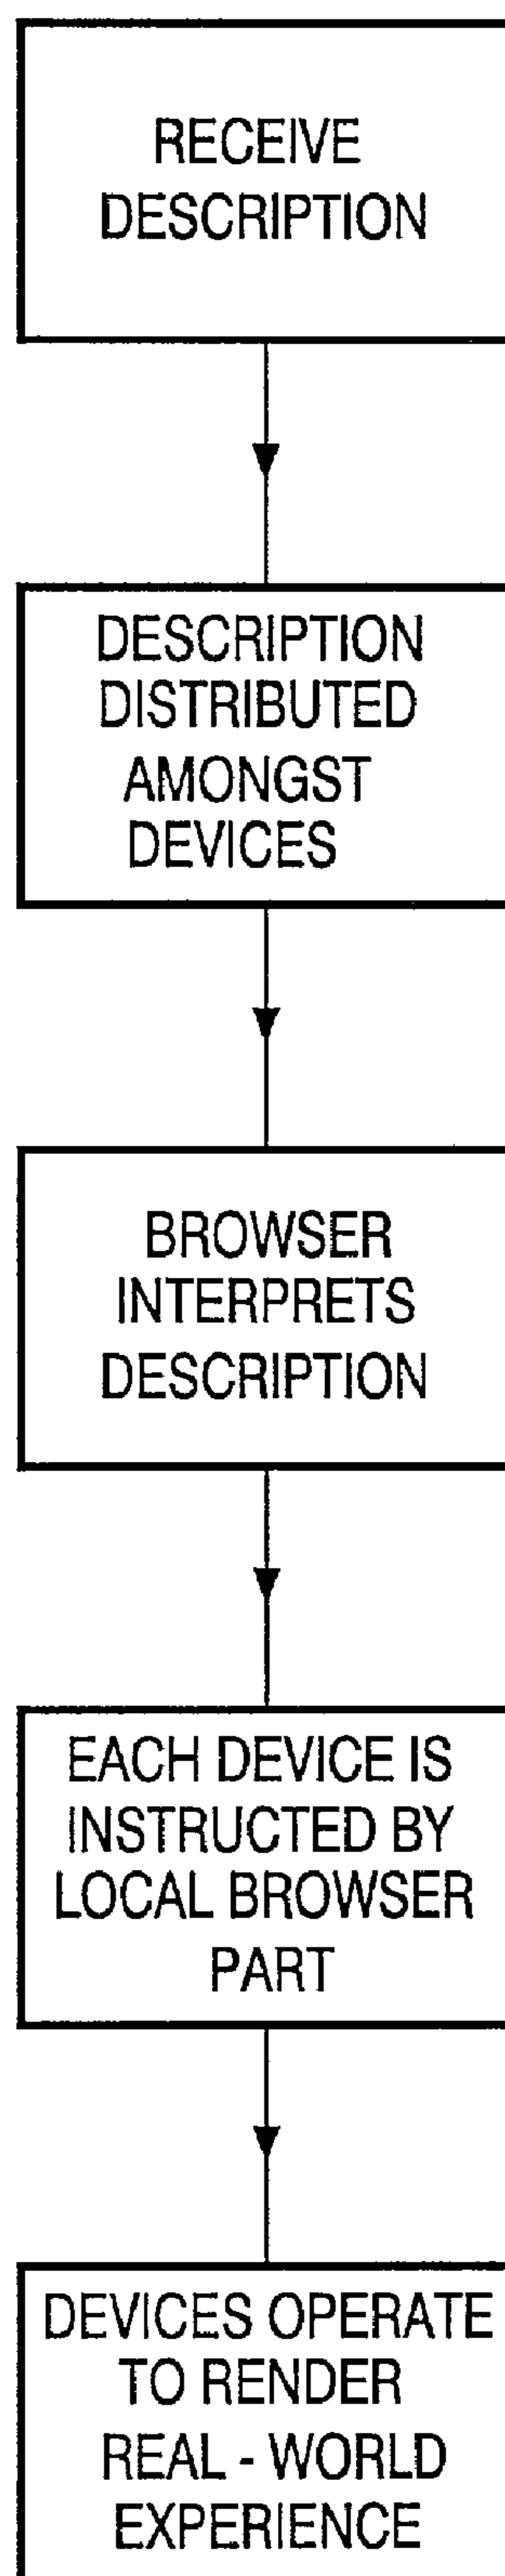 RECEIVE
DESCRIPTION
DESCRIPTION
DISTRIBUTED
AMONGST
DEVICES
BROWSER
INTERPRETS
DESCRIPTION
EACH DEVICE IS
INSTRUCTED BY
LOCAL BROWSER
PART
DEVICES OPERATE
TO RENDER
REAL - WORLD
EXPERIENCE